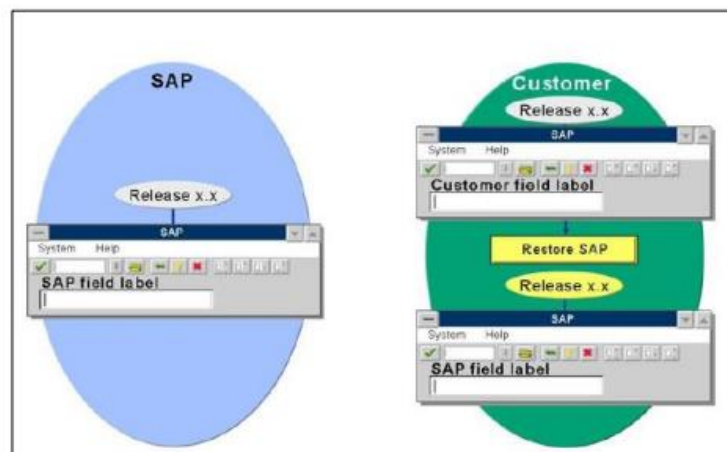 SAP
Release x.x
SAP
System Help
SAP field label
Customer
Release x.x
SAP
System Help
Customer field label
Restore SAP
Release x.x
SAP
System Help
SAP field label